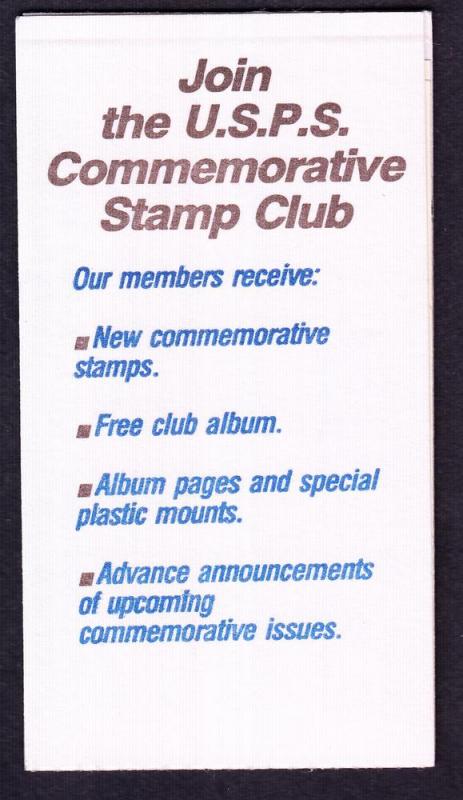 Join
the U.S.P.S.
Commemorative
Stamp Club
Our members receive:
■ New commemorative
stamps.
■ Free club album.
■ Album pages and special
plastic mounts.
■ Advance announcements
of upcoming
commemorative issues.